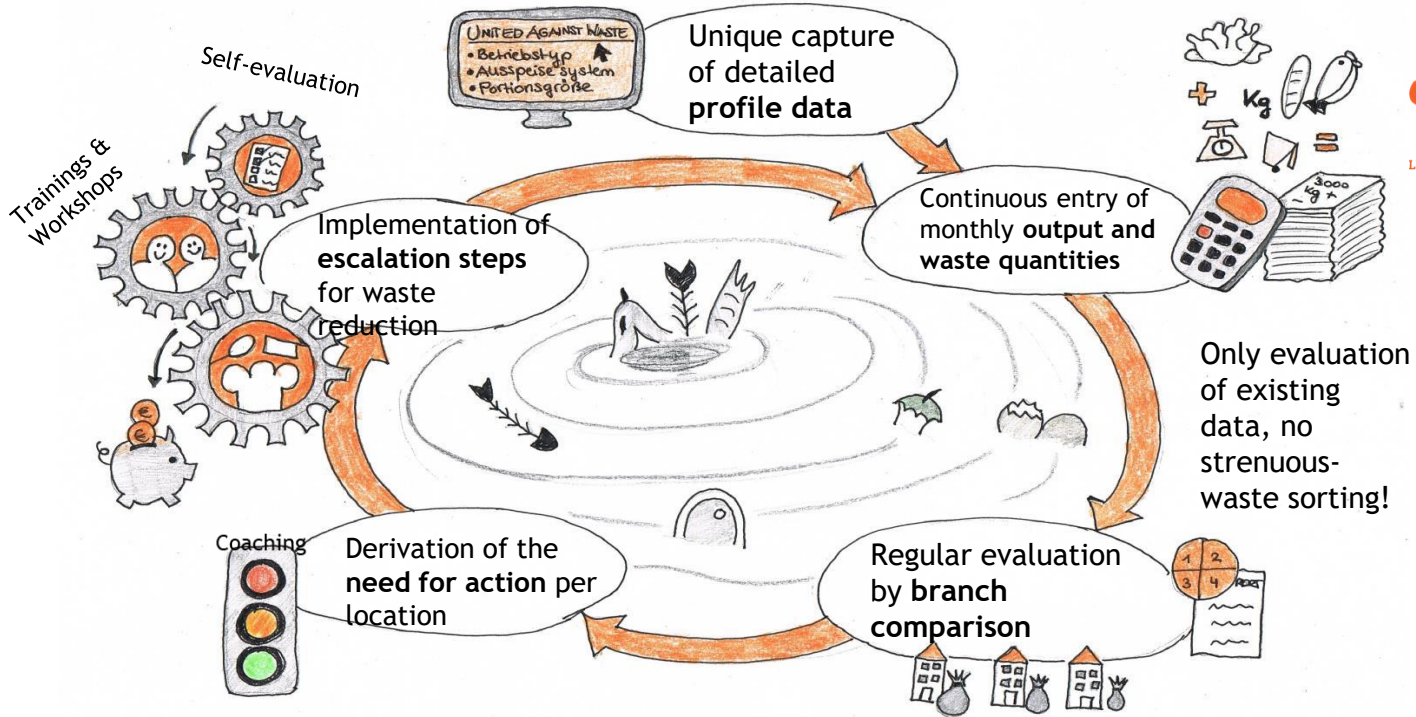 UNITED AGAINST WASTE
• Betriebstyp
• Ausspeisesystem
• Portionsgröße
Unique capture
of detailed
profile data
Self-evaluation
Trainings &
Workshops
Kg
Implementation of
escalation steps
for waste
reduction
Continuous entry of
monthly output and
waste quantities
3000
Kg +
-
€
€
Only evaluation
of existing
data, no
strenuous-
waste sorting!
Coaching
Derivation of the
need for action per
location
Regular evaluation
by branch
comparison
1 2
3 4
L